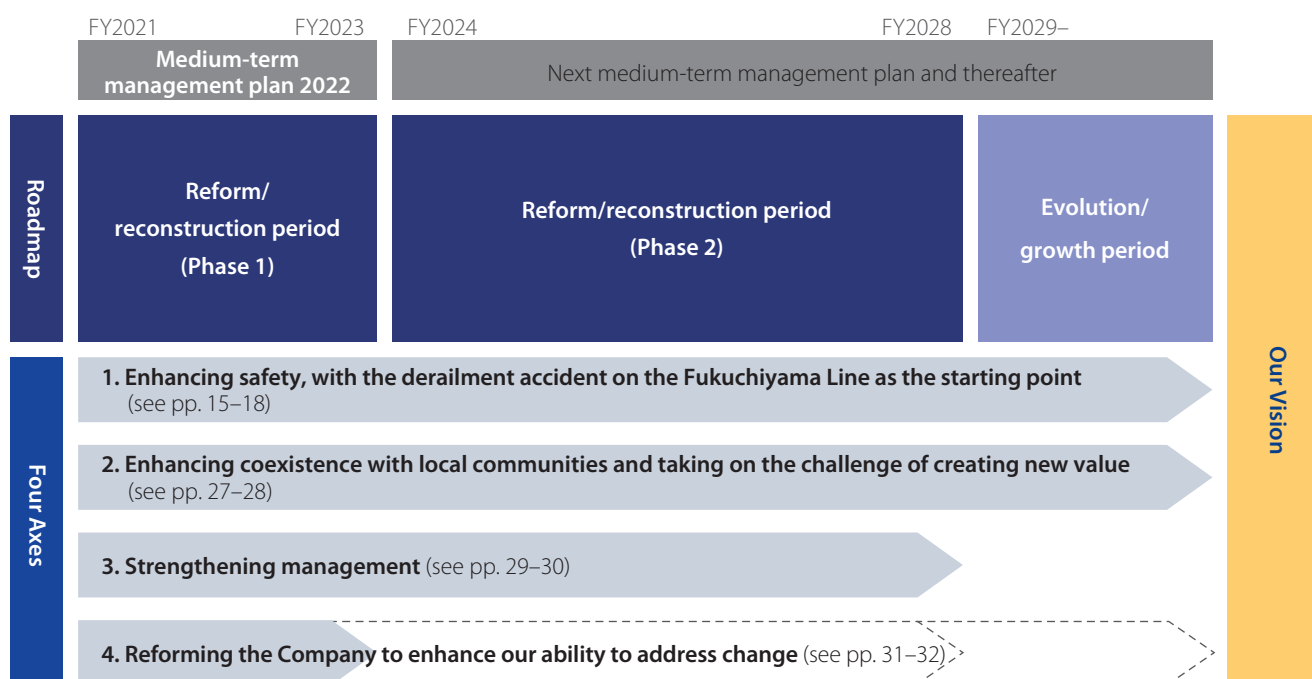 FY2021 FY2023 FY2024 FY2028 FY2029–
Medium-term
management plan 2022
Next medium-term management plan and thereafter
Roadmap
Reform/
reconstruction period
(Phase 1)
Reform/reconstruction period
(Phase 2)
Evolution/
growth period
Four Axes
1. Enhancing safety, with the derailment accident on the Fukuchiyama Line as the starting point
(see pp. 15–18)
2. Enhancing coexistence with local communities and taking on the challenge of creating new value
(see pp. 27–28)
3. Strengthening management (see pp. 29–30)
4. Reforming the Company to enhance our ability to address change (see pp. 31–32)
Our Vision